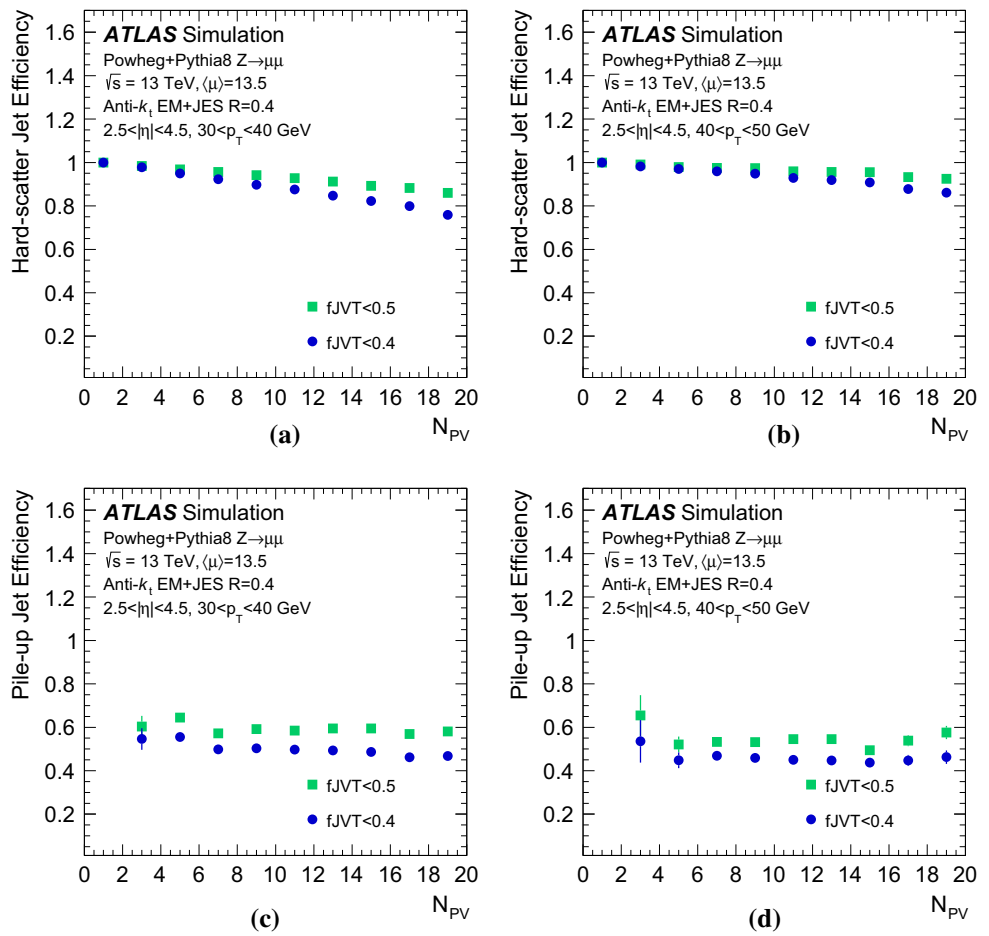 Hard-scatter Jet Efficiency
1.6
1.4
1.2
1
0.8
0.6
0.4
0.2
ATLAS Simulation
Powheg+Pythia8 Z→μμ
√s = 13 TeV,⟨μ⟩=13.5
Anti-kt EM+JES R=0.4
2.5<|η|<4.5, 30<pT<40 GeV
fJVT<0.5
fJVT<0.4
0 2 4 6 8 10 12 14 16 18 20
NPV
(a)
Hard-scatter Jet Efficiency
1.6
1.4
1.2
1
0.8
0.6
0.4
0.2
ATLAS Simulation
Powheg+Pythia8 Z→μμ
√s = 13 TeV,⟨μ⟩=13.5
Anti-kt EM+JES R=0.4
2.5<|η|<4.5, 40<pT<50 GeV
fJVT<0.5
fJVT<0.4
0 2 4 6 8 10 12 14 16 18 20
NPV
(b)
Pile-up Jet Efficiency
1.6
1.4
1.2
1
0.8
0.6
0.4
0.2
ATLAS Simulation
Powheg+Pythia8 Z→μμ
√s = 13 TeV,⟨μ⟩=13.5
Anti-kt EM+JES R=0.4
2.5<|η|<4.5, 30<pT<40 GeV
fJVT<0.5
fJVT<0.4
0 2 4 6 8 10 12 14 16 18 20
NPV
(c)
Pile-up Jet Efficiency
1.6
1.4
1.2
1
0.8
0.6
0.4
0.2
ATLAS Simulation
Powheg+Pythia8 Z→μμ
√s = 13 TeV,⟨μ⟩=13.5
Anti-kt EM+JES R=0.4
2.5<|η|<4.5, 40<pT<50 GeV
fJVT<0.5
fJVT<0.4
0 2 4 6 8 10 12 14 16 18 20
NPV
(d)